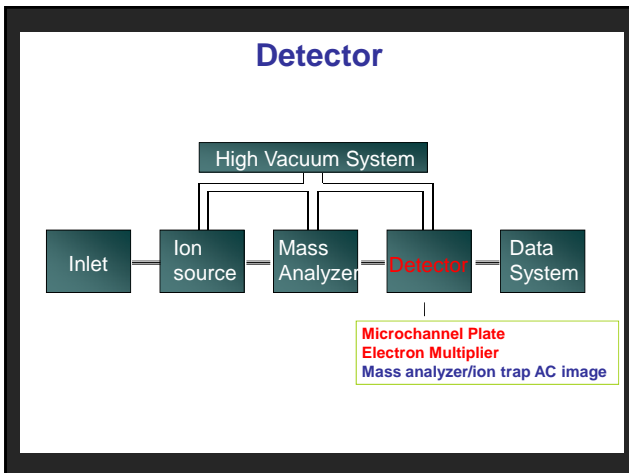 Detector
High Vacuum System
Inlet
Ion
source
Mass
Analyzer
Detector
Data
System
Microchannel Plate
Electron Multiplier
Mass analyzer/ion trap AC image